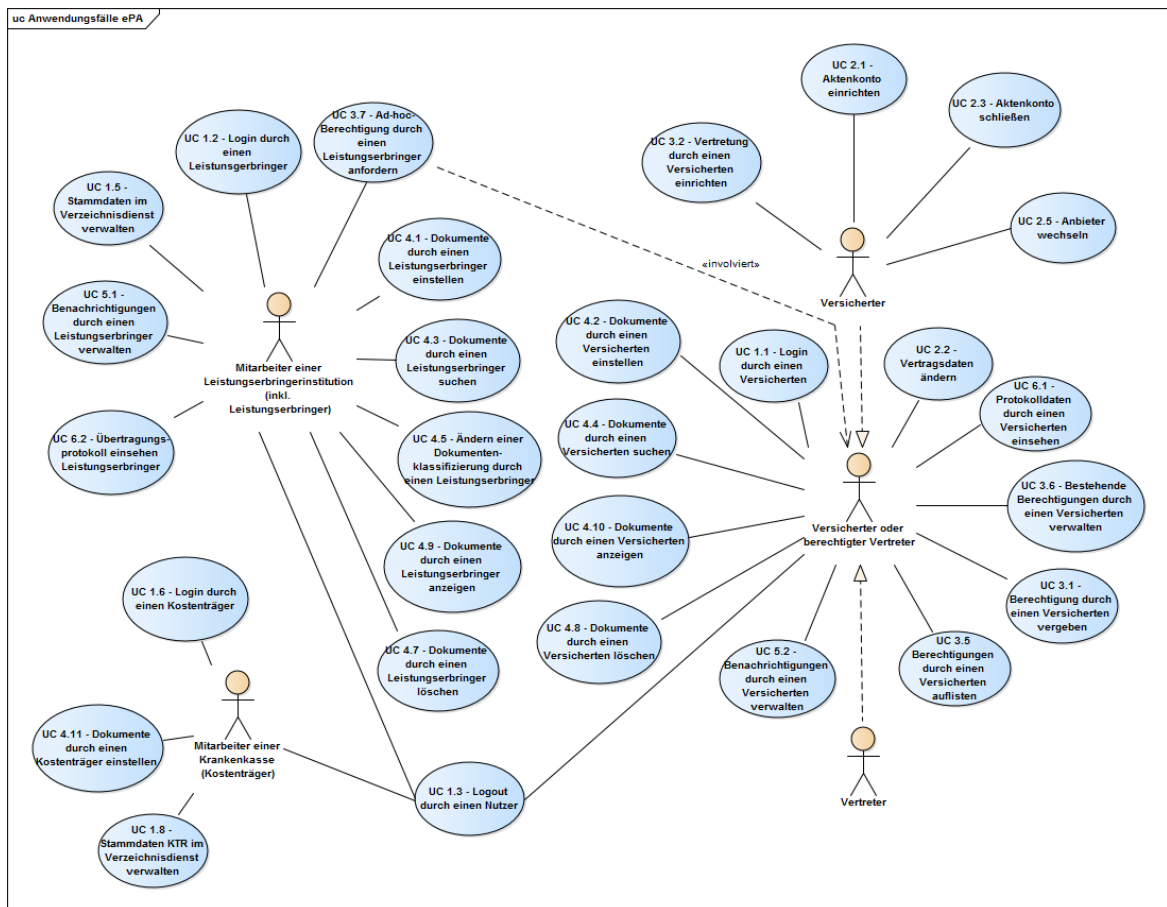 uc Anwendungsfälle ePA
UC 2.1 -
Aktenkonto
einrichten
UC 2.3 - Aktenkonto
schließen
UC 3.7 - Ad-hoc-
Berechtigung durch
einen
Leistungserbringer
anfordern
UC 1.2 - Login durch
einen
Leistunsgerbringer
UC 3.2 - Vertretung
durch einen
Versicherten
einrichten
UC 1.5 -
Stammdaten im
Verzeichnisdienst
verwalten
UC 2.5 - Anbieter
wechseln
UC 4.1 - Dokumente
durch einen
Leistungserbringer
einstellen
«involviert»
Versicherter
UC 5.1 -
Benachrichtigungen
durch einen
Leistungserbringer
verwalten
UC 4.2 - Dokumente
durch einen
Versicherten
einstellen
UC 4.3 - Dokumente
durch einen
Leistungserbringer
suchen
UC 1.1 - Login
durch einen
Versicherten
UC 2.2 -
Vertragsdaten
ändern
Mitarbeiter einer
Leistungserbringerinstitution
(inkl.
Leistungserbringer)
UC 6.1 -
Protokolldaten
durch einen
Versicherten
einsehen
UC 6.2 - Übertragungs-
protokoll einsehen
Leistungserbringer
UC 4.5 - Ändern einer
Dokumenten-
klassifizierung durch
einen Leistungserbringer
UC 4.4 - Dokumente
durch einen
Versicherten suchen
UC 3.6 - Bestehende
Berechtigungen durch
einen Versicherten
verwalten
UC 4.10 - Dokumente
durch einen Versicherten
anzeigen
Versicherter oder
berechtigter Vertreter
UC 4.9 - Dokumente
durch einen
Leistungserbringer
anzeigen
UC 1.6 - Login durch
einen Kostenträger
UC 3.1 -
Berechtigung durch
einen Versicherten
vergeben
UC 4.8 - Dokumente
durch einen
Versicherten löschen
UC 4.7 - Dokumente
durch einen
Leistungserbringer
löschen
UC 5.2 -
Benachrichtigungen
durch einen
Versicherten
verwalten
UC 3.5
Berechtigungen
durch einen
Versicherten
auflisten
UC 4.11 - Dokumente
durch einen
Kostenträger einstellen
Mitarbeiter einer
Krankenkasse
(Kostenträger)
UC 1.3 - Logout
durch einen Nutzer
Vertreter
UC 1.8 -
Stammdaten KTR im
Verzeichnisdienst
verwalten